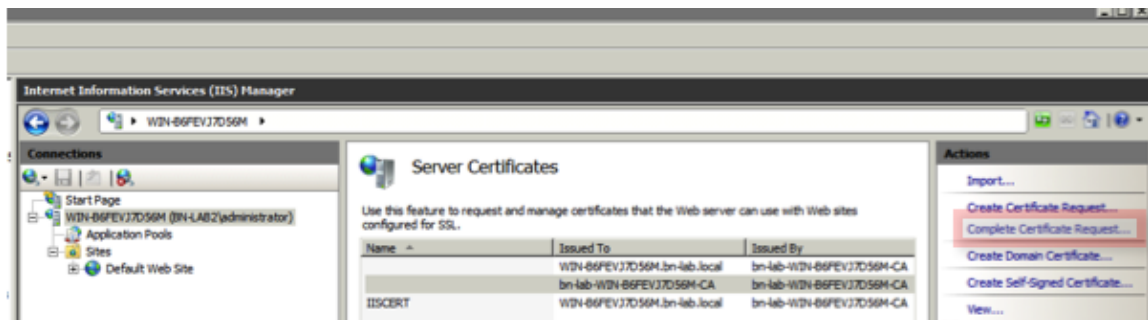 Internet Information Services (IIS) Manager
WIN-B6FEVJ7D56M
Connections
Start Page
WIN-B6FEVJ7D56M (BN-LAB2\administrator)
Application Pools
Sites
Default Web Site
Server Certificates
Use this feature to request and manage certificates that the Web server can use with Web sites
configured for SSL.
Name Issued To Issued By
WIN-B6FEVJ7D56M.bn-lab.local bn-lab-WIN-B6FEVJ7D56M-CA
bn-lab-WIN-B6FEVJ7D56M-CA bn-lab-WIN-B6FEVJ7D56M-CA
IISCERT WIN-B6FEVJ7D56M.bn-lab.local bn-lab-WIN-B6FEVJ7D56M-CA
Actions
Import...
Create Certificate Request...
Complete Certificate Request...
Create Domain Certificate...
Create Self-Signed Certificate...
View...